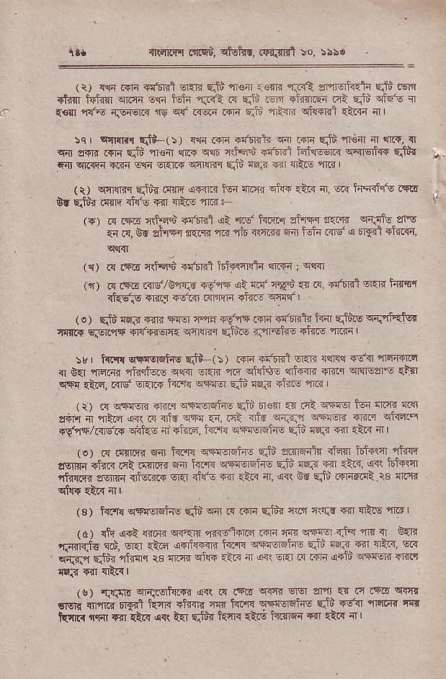 ৭৪৬ বাংলাদেশ গেজেট, অতিরিক্ত, ফেব্রুয়ারী ১০, ১৯৯৩
(২) যখন কোন কর্মচারী তাহার ছুটি পাওনা হওয়ার পূর্বেই প্রাপ্যতাবিহীন ছুটি ভোগ
করিয়া ফিরিয়া আসেন তখন তিনি পূর্বেই যে ছুটি ভোগ করিয়াছেন সেই ছুটি অর্জিত না
হওয়া পর্যন্ত নূতনভাবে গড় অর্ধ বেতনে কোন ছুটি পাইবার অধিকারী হইবেন না।
১৭। অসাধারণ ছুটি—(১) যখন কোন কর্মচারীর অন্য কোন ছুটি পাওনা না থাকে, বা
অন্য প্রকার কোন ছুটি পাওনা থাকে অথচ সংশ্লিষ্ট কর্মচারী লিখিতভাবে অস্বাভাবিক ছুটির
জন্য আবেদন করেন তখন তাহাকে অসাধারণ ছুটি মঞ্জুর করা যাইতে পারে।
(২) অসাধারণ ছুটির মেয়াদ একবারে তিন মাসের অধিক হইবে না, তবে নিম্নবর্ণিত ক্ষেত্রে
উক্ত ছুটির মেয়াদ বর্ধিত করা যাইতে পারেঃ—
(ক) যে ক্ষেত্রে সংশ্লিষ্ট কর্মচারী এই শর্তে বিদেশে প্রশিক্ষণ গ্রহণের অনুমতি প্রাপ্ত
হন যে, উক্ত প্রশিক্ষণ গ্রহণের পরে পাঁচ বৎসরের জন্য তিনি বোর্ড এ চাকুরী করিবেন,
অথবা
(খ) যে ক্ষেত্রে সংশ্লিষ্ট কর্মচারী চিকিৎসাধীন থাকেন; অথবা
(গ) যে ক্ষেত্রে বোর্ড/উপযুক্ত কর্তৃপক্ষ এই মর্মে সন্তুষ্ট হয় যে, কর্মচারী তাহার নিয়ন্ত্রণ
বহির্ভূত কারণে কর্তব্যে যোগদান করিতে অসমর্থ।
(৩) ছুটি মঞ্জুর করার ক্ষমতা সম্পন্ন কর্তৃপক্ষ কোন কর্মচারীর বিনা ছুটিতে অনুপস্থিতির
সময়কে ভূতাপেক্ষ কার্যকরতাসহ অসাধারণ ছুটিতে রূপান্তরিত করিতে পারেন।
১৮। বিশেষ অক্ষমতাজনিত ছুটি—(১) কোন কর্মচারী তাহার যথাযথ কর্তব্য পালনকালে
বা উহা পালনের পরিণতিতে অথবা তাহার পদে অধিষ্ঠিত থাকিবার কারণে আঘাতপ্রাপ্ত হইয়া
অক্ষম হইলে, বোর্ড তাহাকে বিশেষ অক্ষমতা ছুটি মঞ্জুর করিতে পারে।
(২) যে অক্ষমতার কারণে অক্ষমতাজনিত ছুটি চাওয়া হয় সেই অক্ষমতা তিন মাসের মধ্যে
প্রকাশ না পাইলে এবং যে ব্যক্তি অক্ষম হন, সেই ব্যক্তি অনুরূপ অক্ষমতার কারণে অবিলম্বে
কর্তৃপক্ষ/বোর্ডকে অবহিত না করিলে, বিশেষ অক্ষমতাজনিত ছুটি মঞ্জুর করা হইবে না।
(৩) যে মেয়াদের জন্য বিশেষ অক্ষমতাজনিত ছুটি প্রয়োজনীয় বলিয়া চিকিৎসা পরিষদ
প্রত্যায়ন করিবে সেই মেয়াদের জন্য বিশেষ অক্ষমতাজনিত ছুটি মঞ্জুর করা হইবে, এবং চিকিৎসা
পরিষদের প্রত্যায়ন ব্যতিরেকে তাহা বর্ধিত করা হইবে না, এবং উক্ত ছুটি কোনক্রমেই ২৪ মাসের
অধিক হইবে না।
(৪) বিশেষ অক্ষমতাজনিত ছুটি অন্য যে কোন ছুটির সংগে সংযুক্ত করা যাইতে পারে।
(৫) যদি একই ধরনের অবস্থায় পরবর্তীকালে কোন সময় অক্ষমতা বৃদ্ধি পায় বা উহার
পুনরাবৃত্তি ঘটে, তাহা হইলে একাধিকবার বিশেষ অক্ষমতাজনিত ছুটি মঞ্জুর করা যাইবে, তবে
অনুরূপ ছুটির পরিমাণ ২৪ মাসের অধিক হইবে না এবং তাহা যে কোন একটি অক্ষমতার কারণে
মঞ্জুর করা যাইবে।
(৬) শুধুমাত্র আনুতোষিকের এবং যে ক্ষেত্রে অবসর ভাতা প্রাপ্য হয় সে ক্ষেত্রে অবসর
ভাতার ব্যাপারে চাকুরী হিসাব করিবার সময় বিশেষ অক্ষমতাজনিত ছুটি কর্তব্য পালনের সময়
হিসাবে গণনা করা হইবে এবং ইহা ছুটির হিসাব হইতে বিয়োজন করা হইবে না।